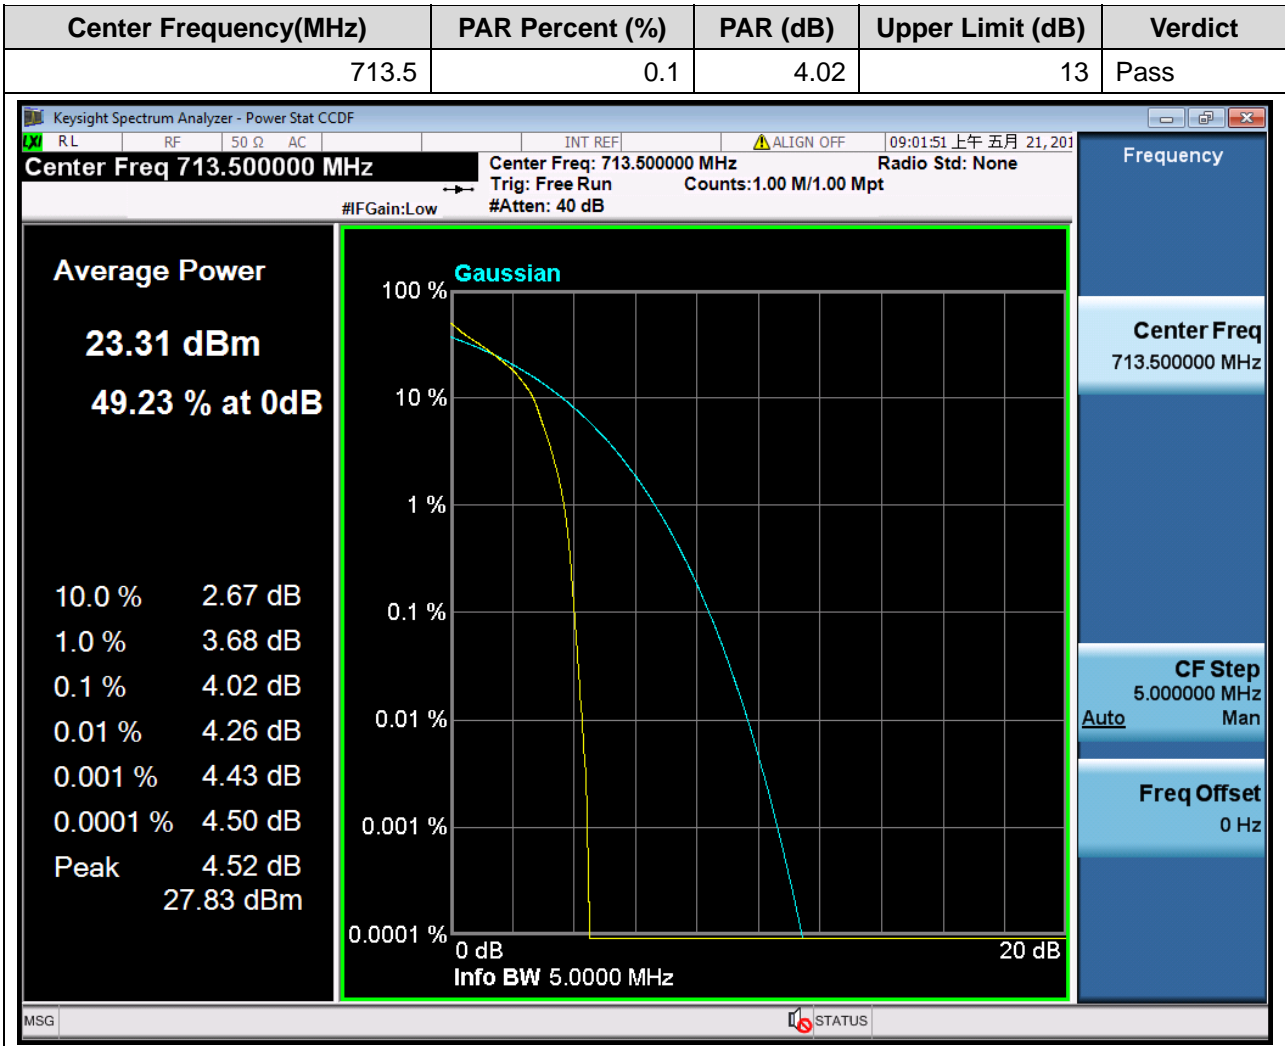 Center Frequency(MHz) PAR Percent (%) PAR (dB) Upper Limit (dB) Verdict
713.5 0.1 4.02 13 Pass
Keysight Spectrum Analyzer - Power Stat CCDF
LXI RL RF 50 Ω AC INT REF ALIGN OFF 09:01:51 上午 五月 21, 201
Center Freq 713.500000 MHz
Center Freq: 713.500000 MHz Radio Std: None
Trig: Free Run Counts:1.00 M/1.00 Mpt
#IFGain:Low #Atten: 40 dB
Frequency
Average Power
23.31 dBm
49.23 % at 0dB
10.0 % 2.67 dB
1.0 % 3.68 dB
0.1 % 4.02 dB
0.01 % 4.26 dB
0.001 % 4.43 dB
0.0001 % 4.50 dB
Peak 4.52 dB
27.83 dBm
Gaussian
100 %
10 %
1 %
0.1 %
0.01 %
0.001 %
0.0001 %
0 dB 20 dB
Info BW 5.0000 MHz
Center Freq
713.500000 MHz
CF Step
5.000000 MHz
Auto Man
Freq Offset
0 Hz
MSG STATUS